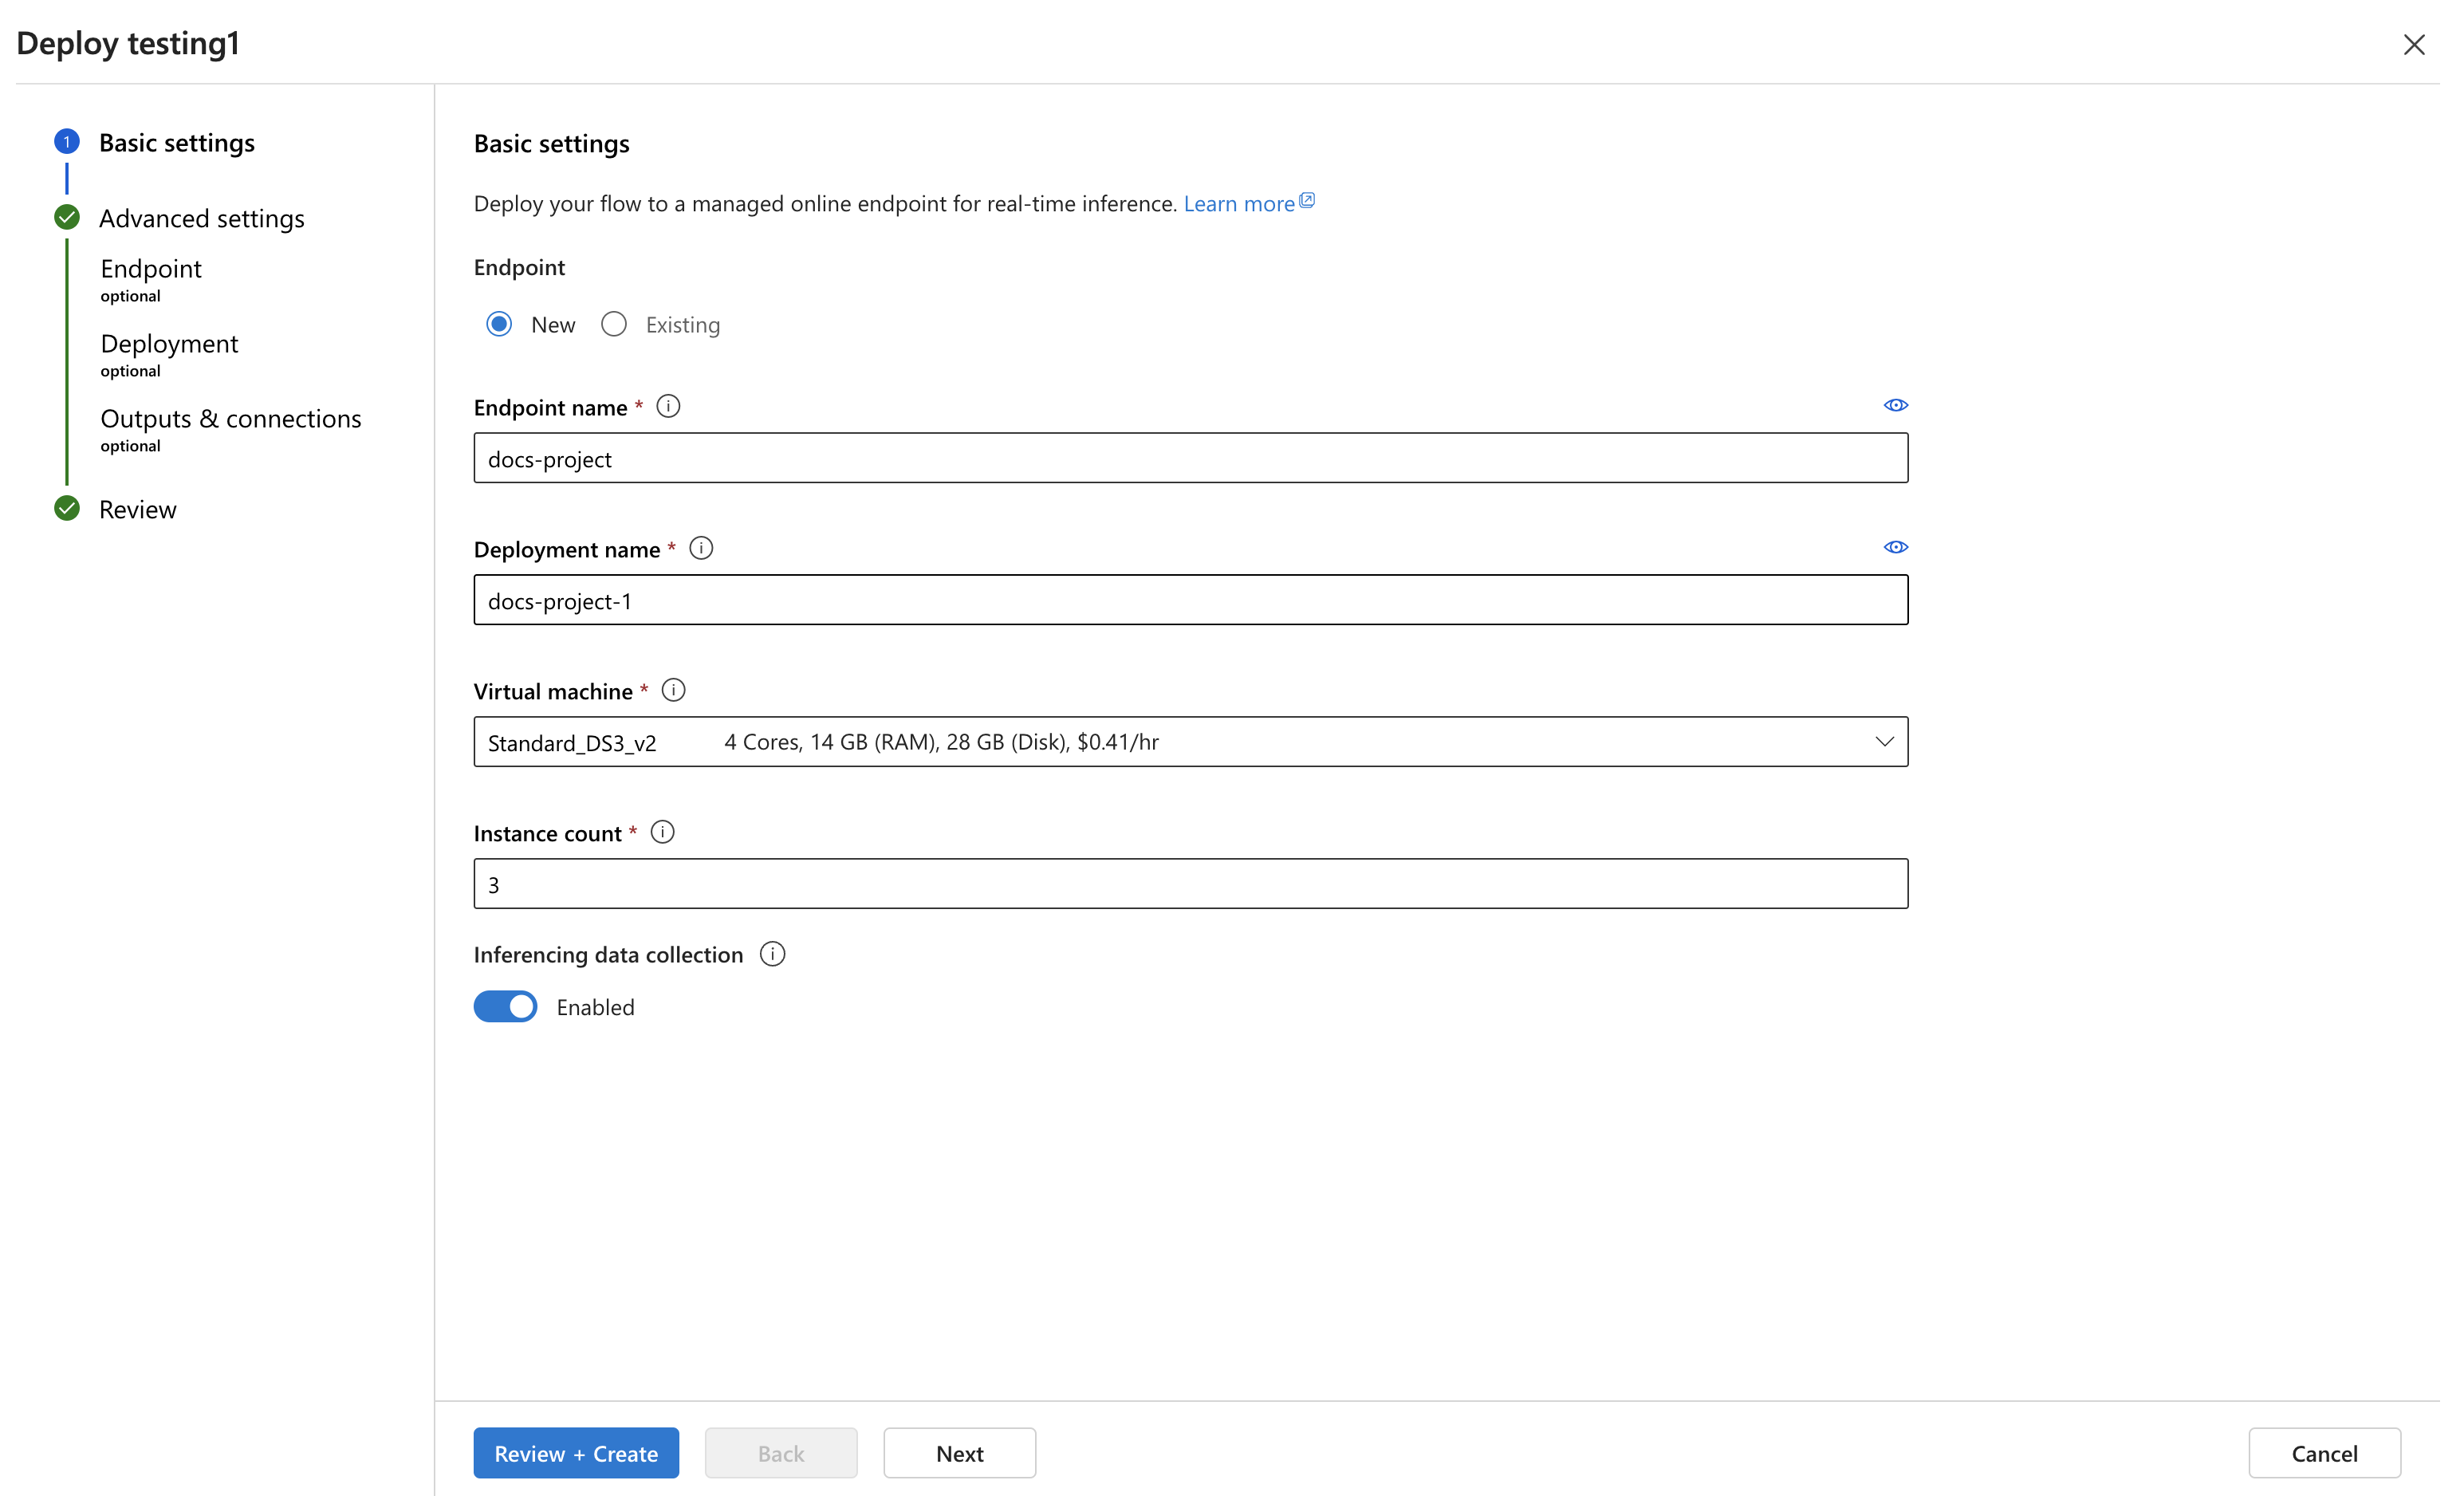 Deploy testing1
1 Basic settings
Advanced settings
Endpoint
optional
Deployment
optional
Outputs & connections
optional
Review
Basic settings
Deploy your flow to a managed online endpoint for real-time inference. Learn more
Endpoint
New Existing
Endpoint name *
docs-project
Deployment name *
docs-project-1
Virtual machine *
Standard_DS3_v2 4 Cores, 14 GB (RAM), 28 GB (Disk), $0.41/hr
Instance count *
3
Inferencing data collection
Enabled
Review + Create Back Next Cancel